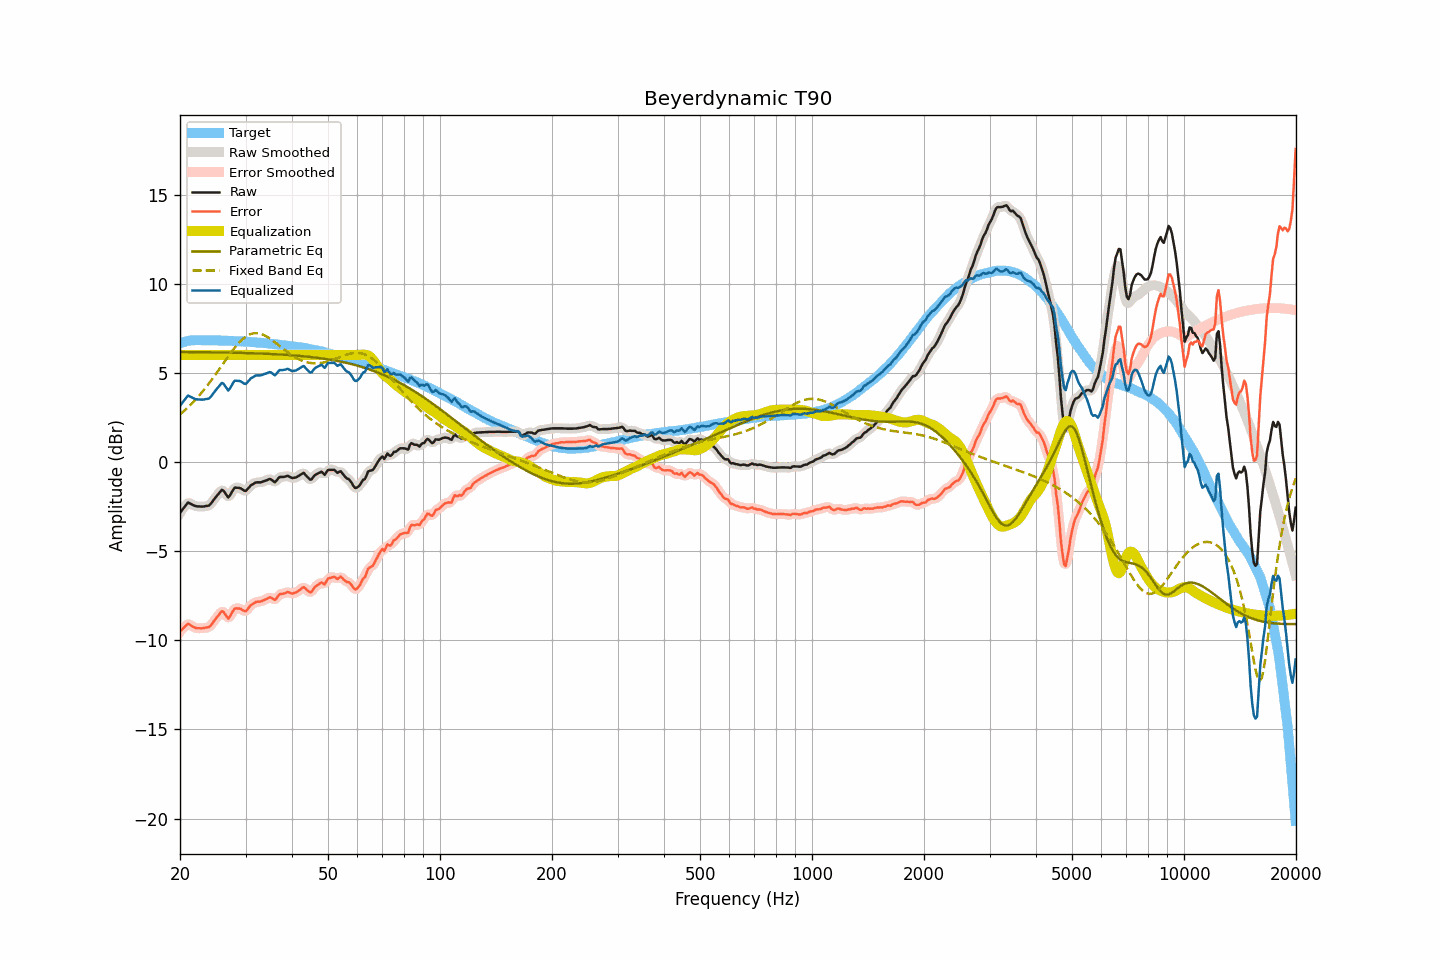 Beyerdynamic T90
Target
Raw Smoothed
Error Smoothed
Raw
Error
Equalization
Parametric Eq
Fixed Band Eq
Equalized
15
10
5
0
−5
−10
−15
−20
Amplitude (dBr)
20 50 100 200 500 1000 2000 5000 10000 20000
Frequency (Hz)